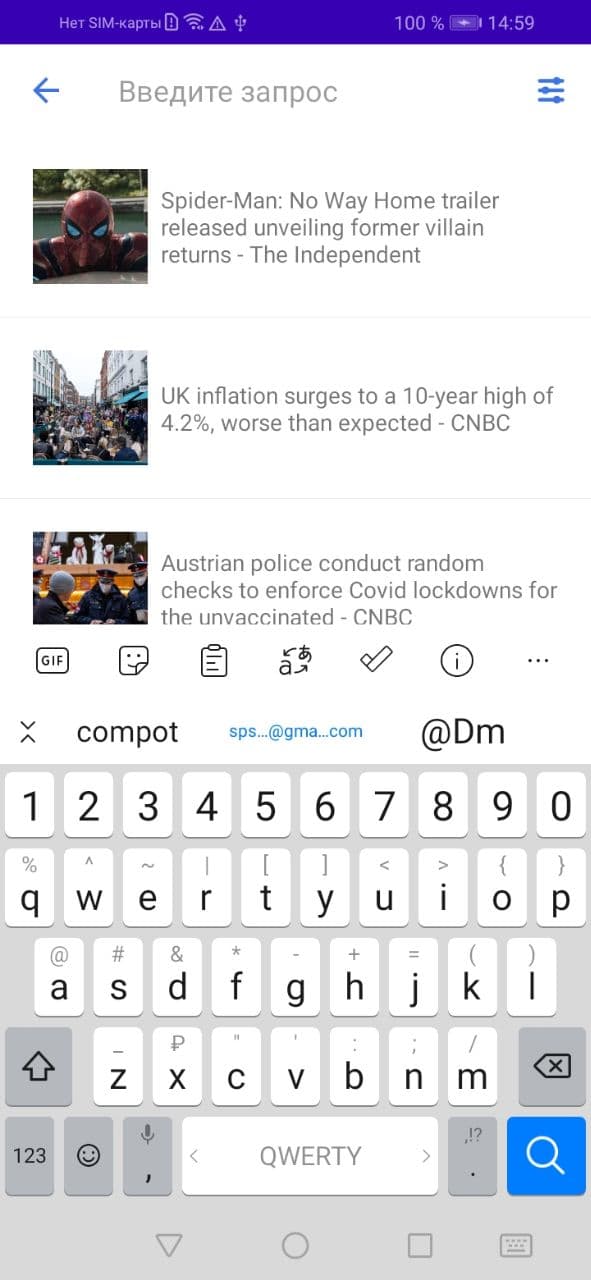 Нет SIM-карты 100 % 14:59
Введите запрос
Spider-Man: No Way Home trailer
released unveiling former villain
returns - The Independent
UK inflation surges to a 10-year high of
4.2%, worse than expected - CNBC
Austrian police conduct random
checks to enforce Covid lockdowns for
the unvaccinated - CNBC
GIF
compot sps...@gma...com @Dm
1 2 3 4 5 6 7 8 9 0
% ^ ~ | [ ] < > { }
q w e r t y u i o p
@ # & * - + = ( )
a s d f g h j k l
_ ₽ " ' : ; /
z x c v b n m
,!?
123 , QWERTY .